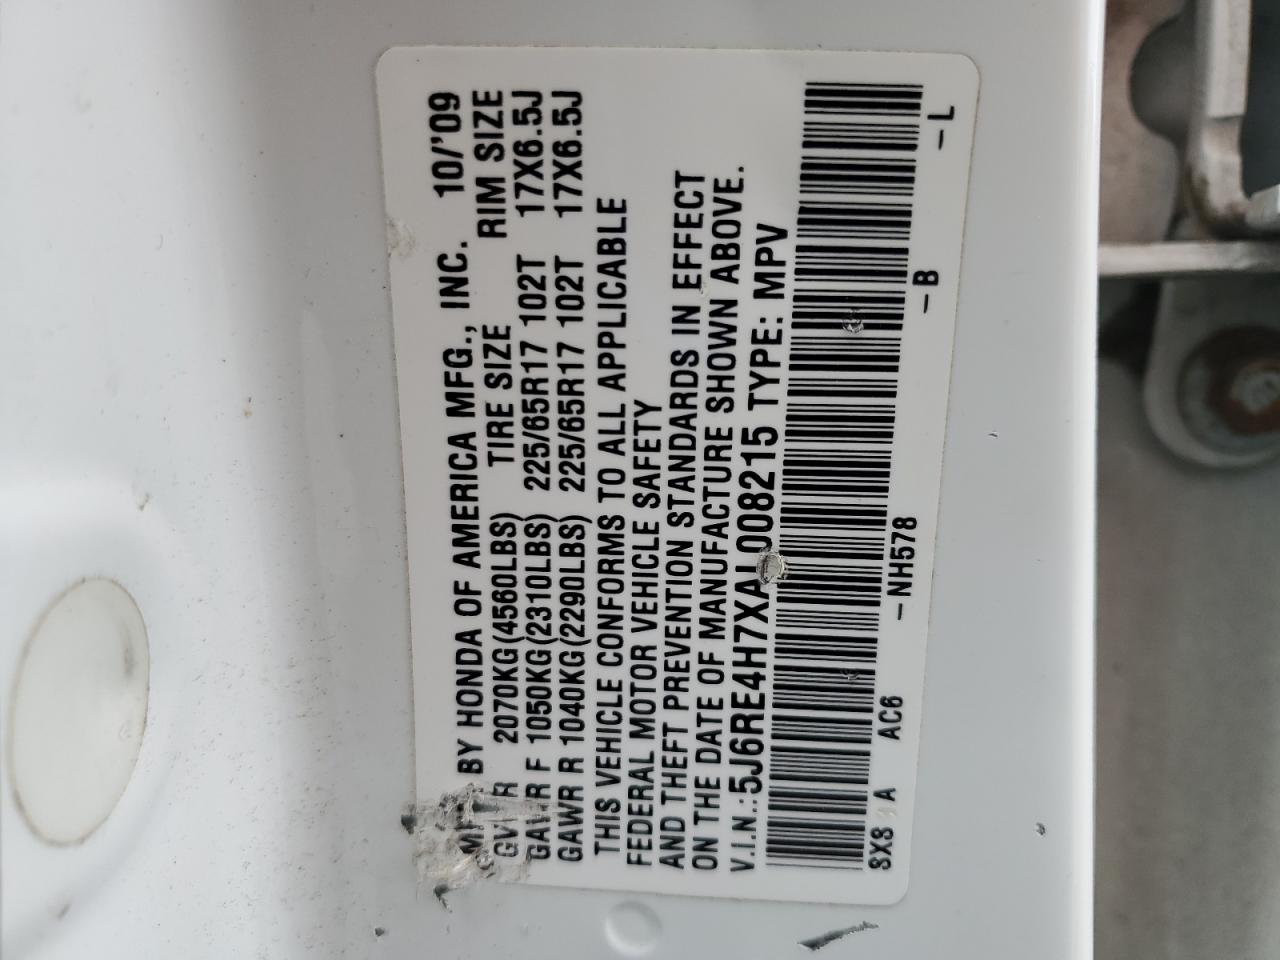 BY HONDA OF AMERICA MFG., INC. 10/'09
2070KG(4560LBS) TIRE SIZE RIM SIZE
F 1050KG(2310LBS) 225/65R17 102T 17X6.5J
GAWR R 1040KG(2290LBS) 225/65R17 102T 17X6.5J
THIS VEHICLE CONFORMS TO ALL APPLICABLE
FEDERAL MOTOR VEHICLE SAFETY
AND THEFT PREVENTION STANDARDS IN EFFECT
ON THE DATE OF MANUFACTURE SHOWN ABOVE.
V.I.N.:5J6RE4H7XAL008215 TYPE: MPV
AC6 -NH578 -B -L